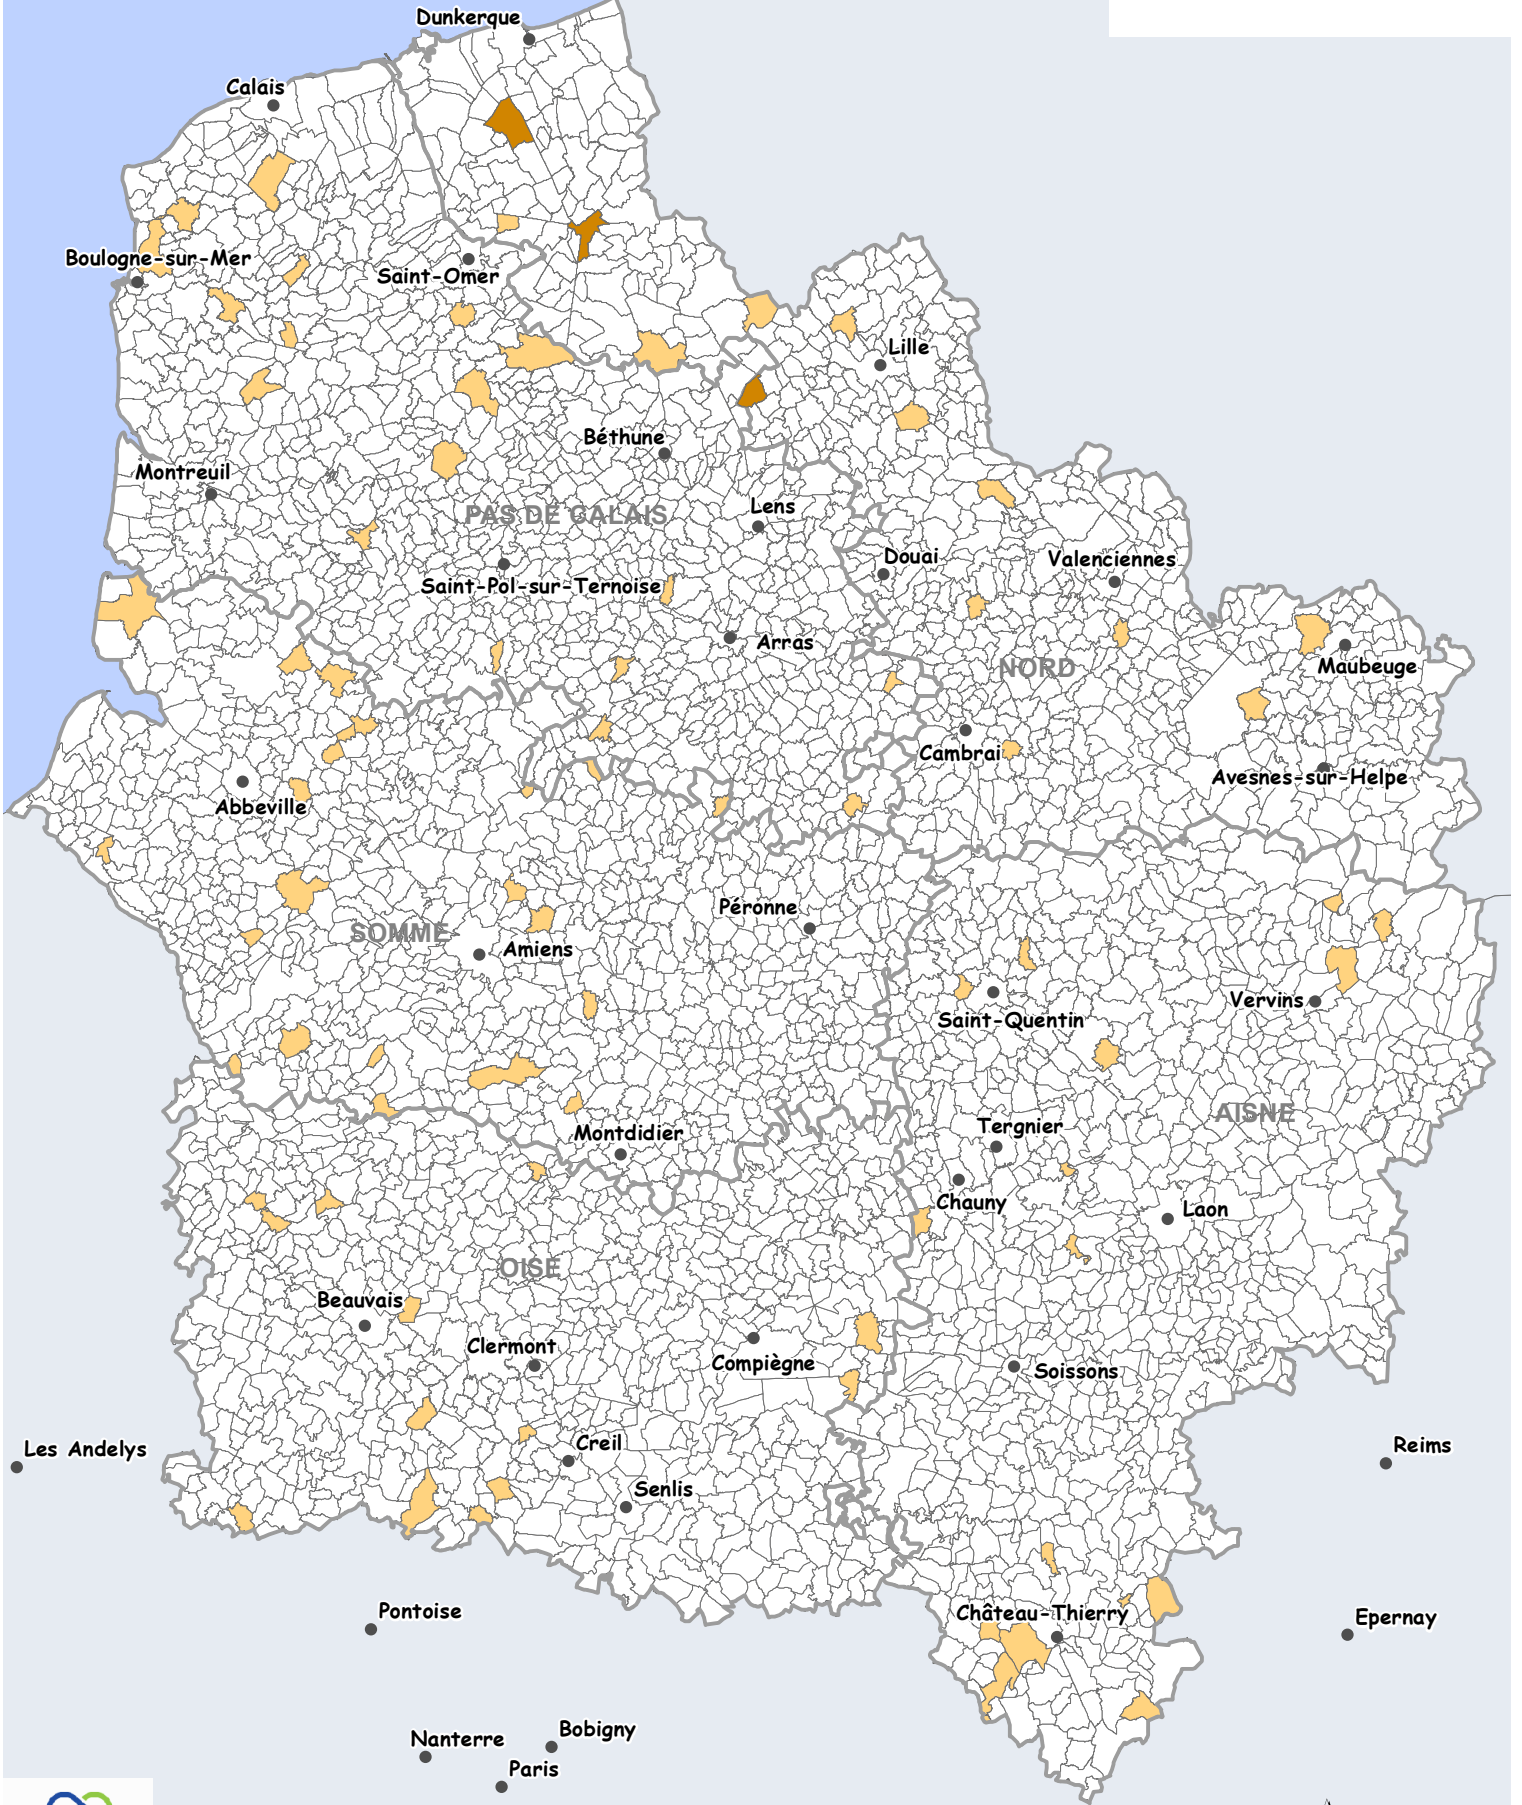 Dunkerque
Calais
Boulogne-sur-Mer
Saint-Omer
Lille
Béthune
Montreuil
Lens
PAS DE CALAIS
Douai
Valenciennes
Saint-Pol-sur-Ternoise
Arras
NORD
Maubeuge
Cambrai
Avesnes-sur-Helpe
Abbeville
Péronne
SOMME
Amiens
Vervins
Saint-Quentin
AISNE
Tergnier
Montdidier
Chauny
Laon
OISE
Beauvais
Clermont
Compiègne
Soissons
Creil
Les Andelys
Reims
Senlis
Pontoise
Château-Thierry
Epernay
Bobigny
Nanterre
Paris